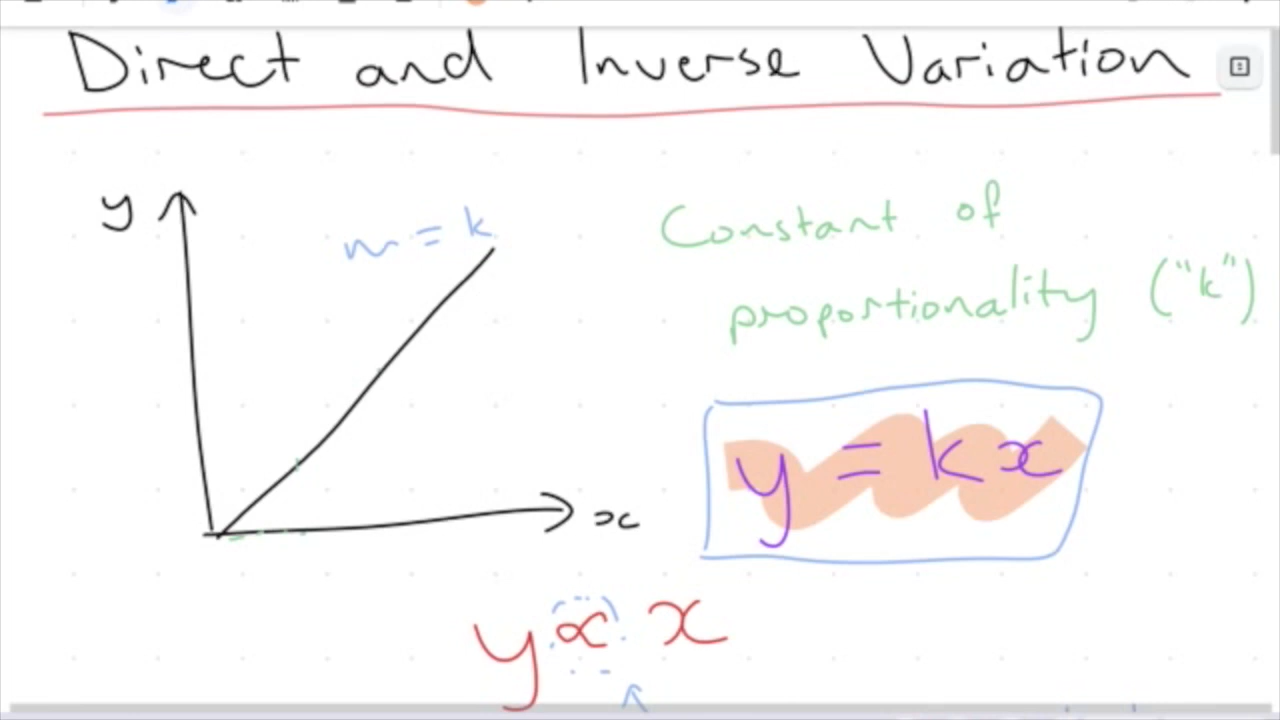 Direct and Inverse Variation
y
m = k
Constant of
proportionality ("k")
y = kx
x
y ∝ x